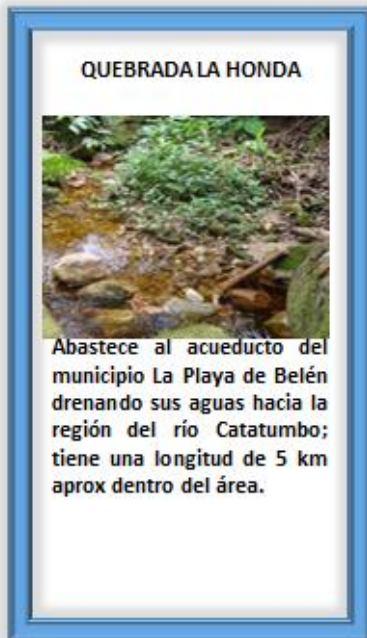 QUEBRADA LA HONDA
Abastece al acueducto del
municipio La Playa de Belén
drenando sus aguas hacia la
región del río Catatumbo;
tiene una longitud de 5 km
aprox dentro del área.